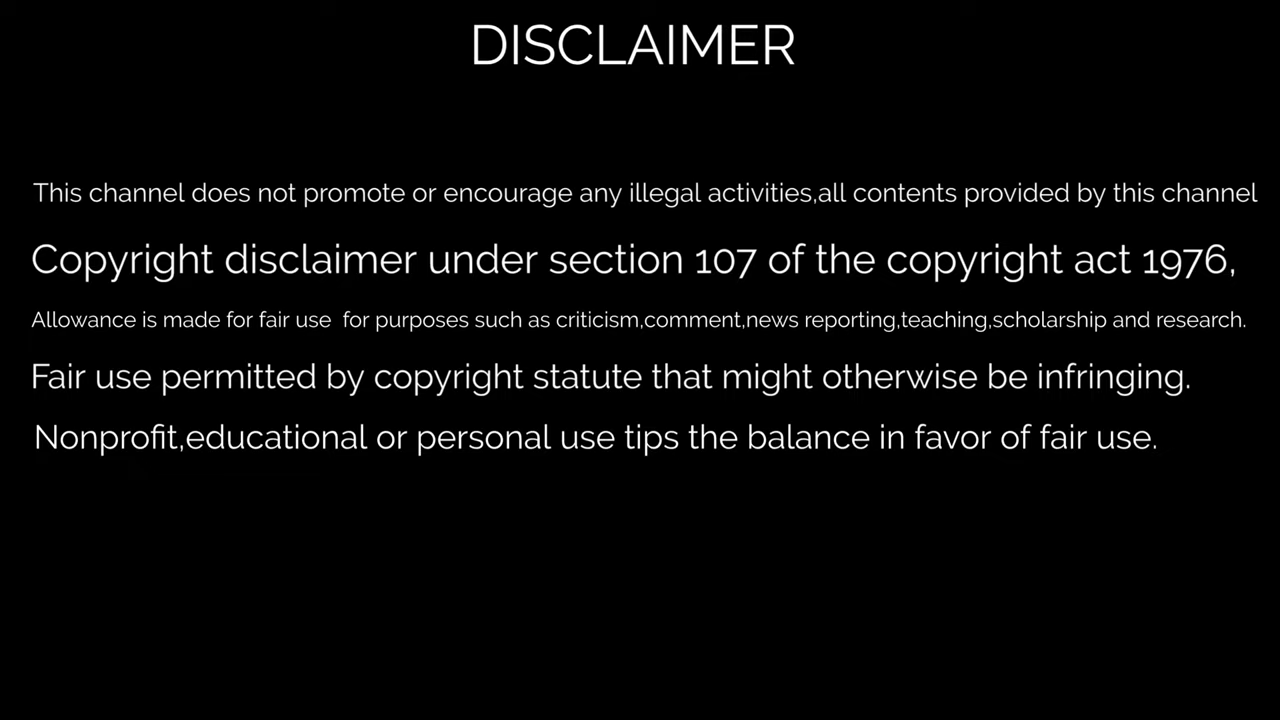 DISCLAIMER
This channel does not promote or encourage any illegal activities,all contents provided by this channel
Copyright disclaimer under section 107 of the copyright act 1976,
Allowance is made for fair use  for purposes such as criticism,comment,news reporting,teaching,scholarship and research.
Fair use permitted by copyright statute that might otherwise be infringing.
Nonprofit,educational or personal use tips the balance in favor of fair use.